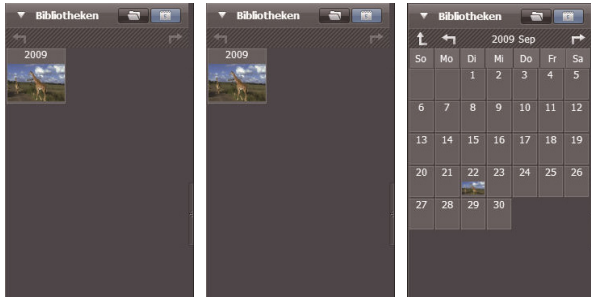 Bibliotheken
2009
Bibliotheken
2009
Bibliotheken
2009 Sep
So Mo Di Mi Do Fr Sa
1 2 3 4 5
6 7 8 9 10 11 12
13 14 15 16 17 18 19
20 21 22 23 24 25 26
27 28 29 30